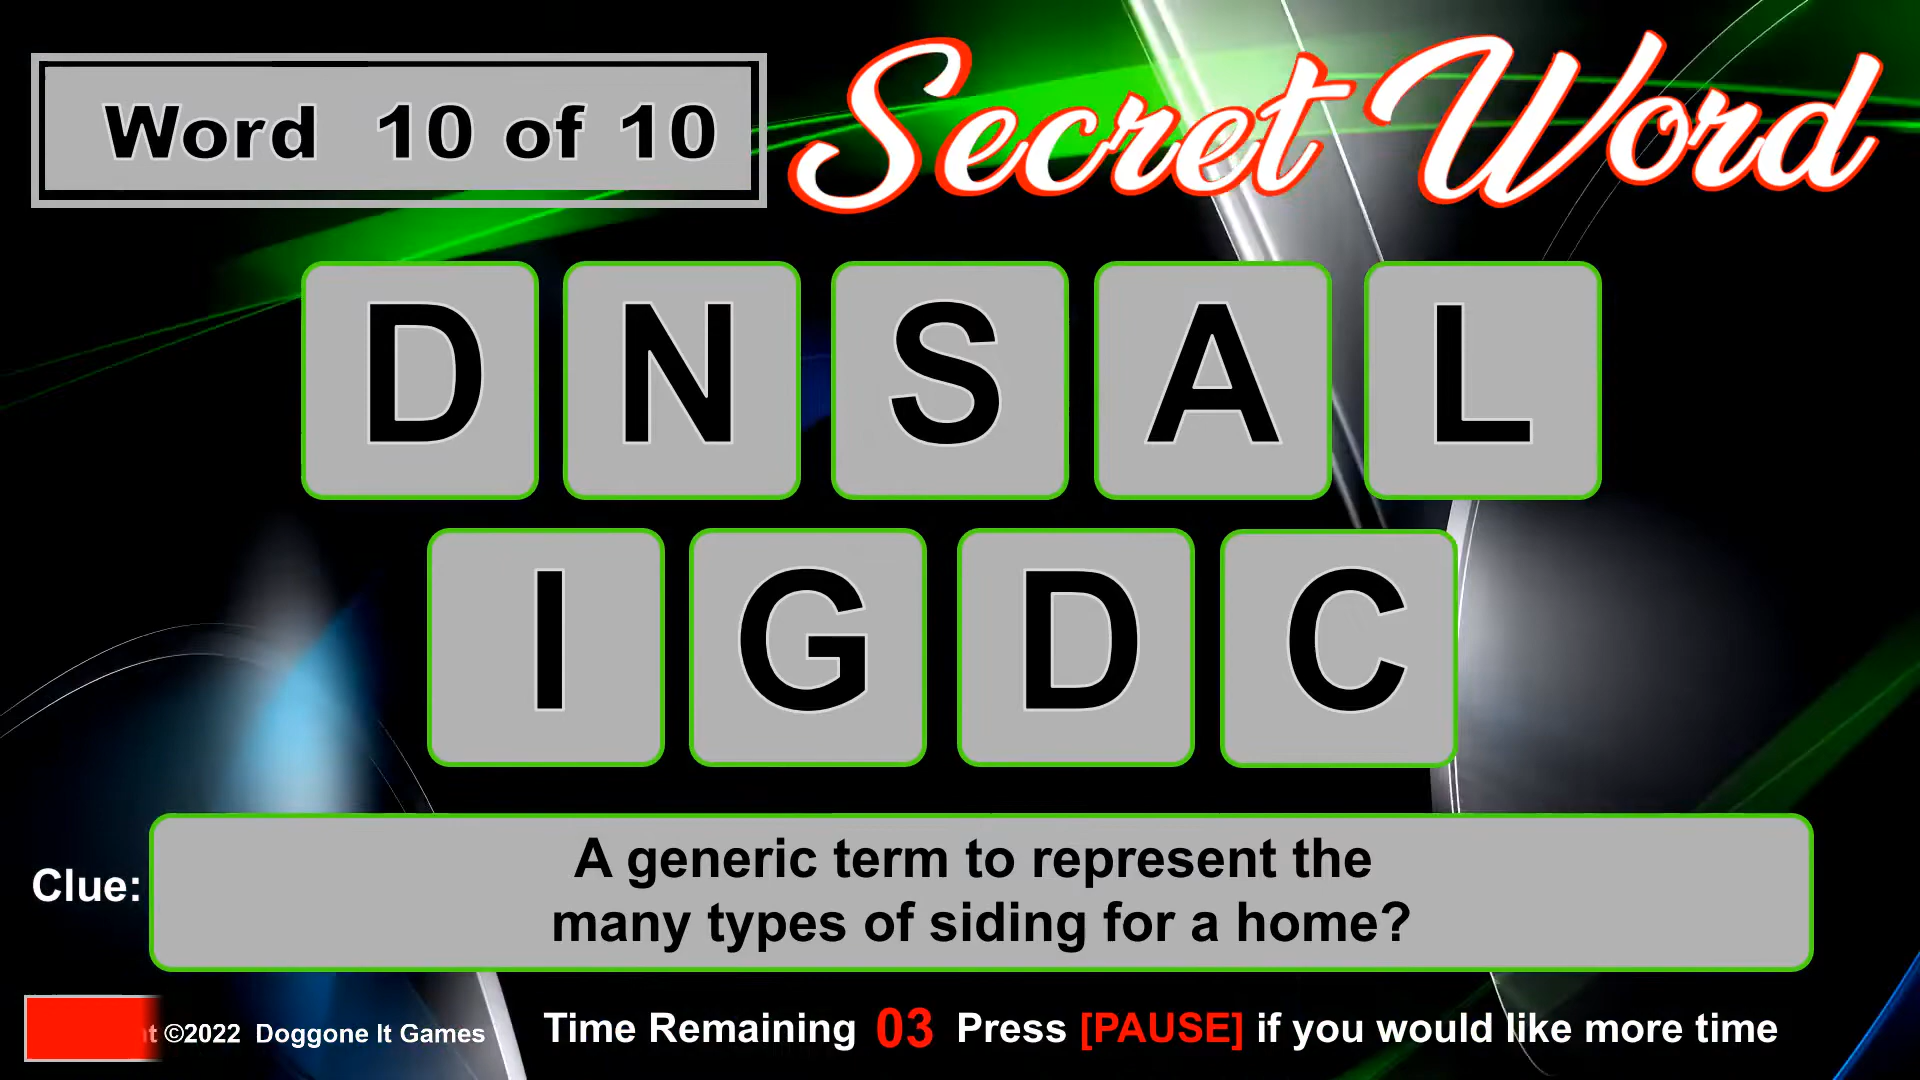 Word 10 of 10
Secret Word
D N S A L
I G D C
A generic term to represent the
Clue:
many types of siding for a home?
©2022 Doggone It Games
Time Remaining 03 Press [PAUSE] if you would like more time